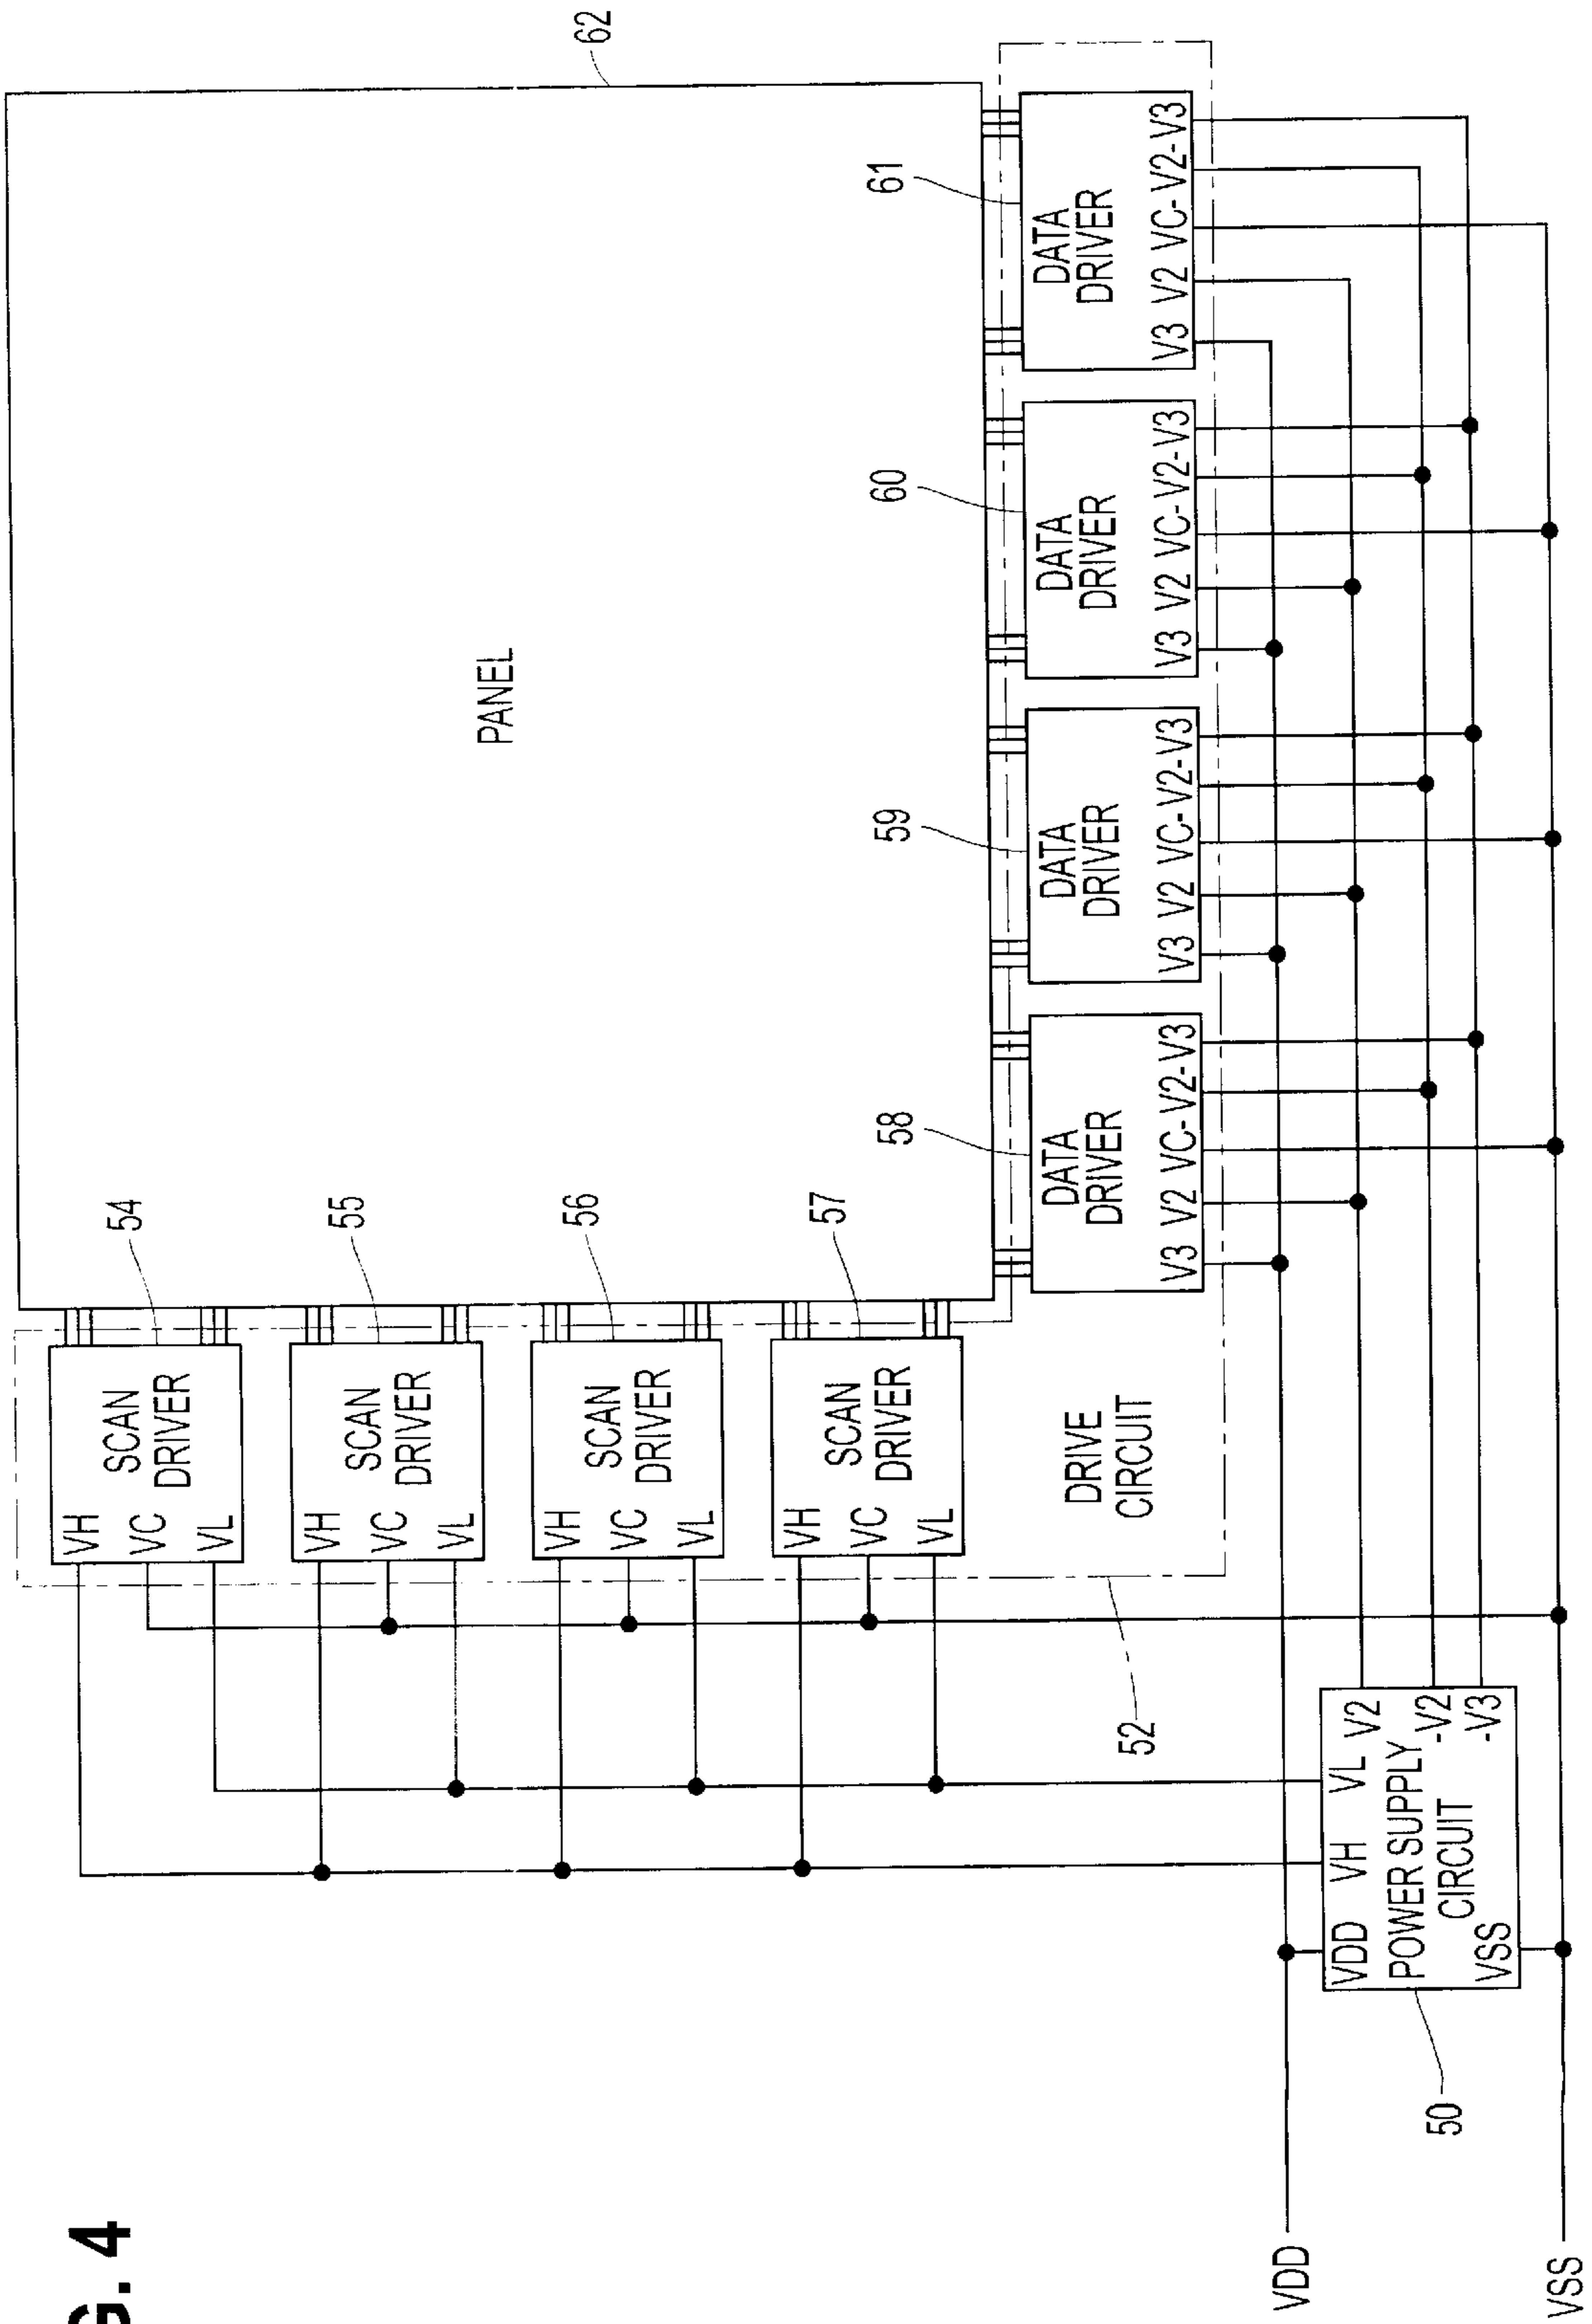 G. 4
62
PANEL
54
SCAN
DRIVER
VH
VC
VL
55
SCAN
DRIVER
VH
VC
VL
56
SCAN
DRIVER
VH
VC
VL
57
SCAN
DRIVER
VH
VC
VL
DRIVE
CIRCUIT
52
58
DATA
DRIVER
V3 V2 VC-V2-V3
59
DATA
DRIVER
V3 V2 VC-V2-V3
60
DATA
DRIVER
V3 V2 VC-V2-V3
61
DATA
DRIVER
V3 V2 VC-V2-V3
VDD VH VL V2
POWER SUPPLY -V2
CIRCUIT
VSS -V3
50
VDD
VSS